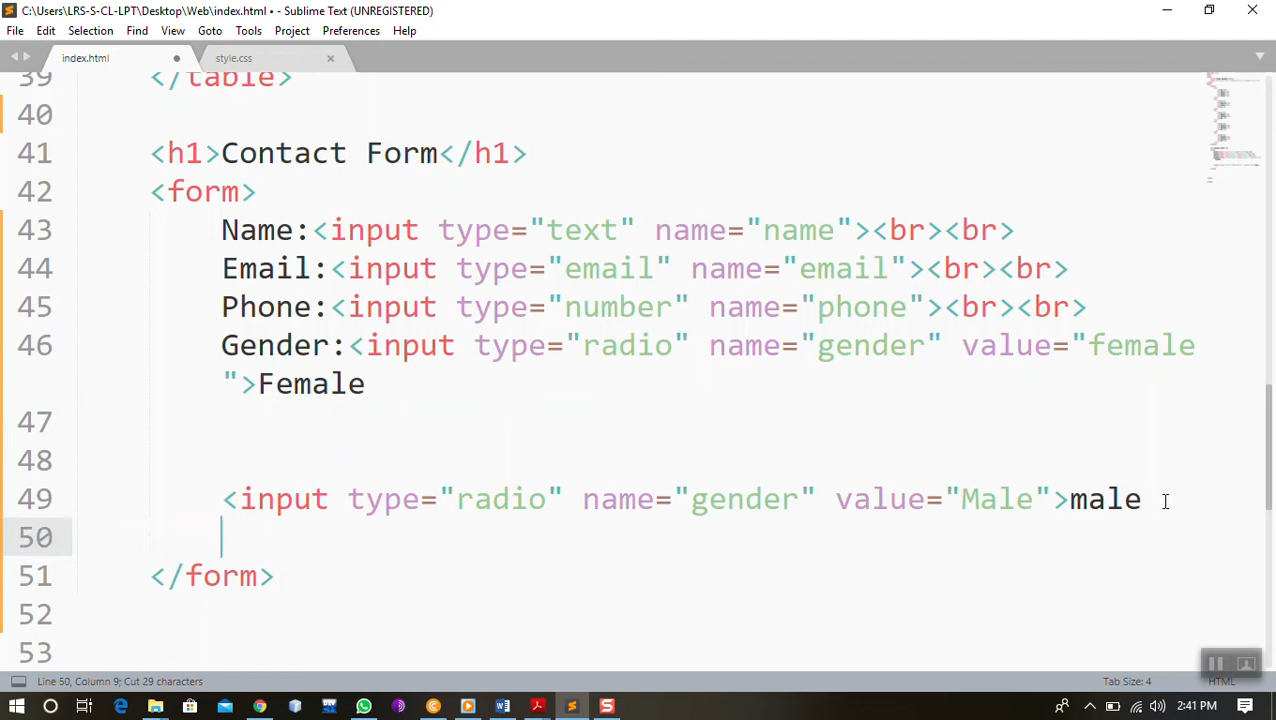 C:\Users\LRS-S-CL-LPT\Desktop\Web\index.html • - Sublime Text (UNREGISTERED)
File Edit Selection Find View Goto Tools Project Preferences Help
index.html style.css
39 </table>
40
41 <h1>Contact Form</h1>
42 <form>
43 Name:<input type="text" name="name"><br><br>
44 Email:<input type="email" name="email"><br><br>
45 Phone:<input type="number" name="phone"><br><br>
46 Gender:<input type="radio" name="gender" value="female
">Female
47
48
49 <input type="radio" name="gender" value="Male">male
50
51 </form>
52
53
Line 50, Column 9; Cut 29 characters Tab Size: 4 HTML
2:41 PM